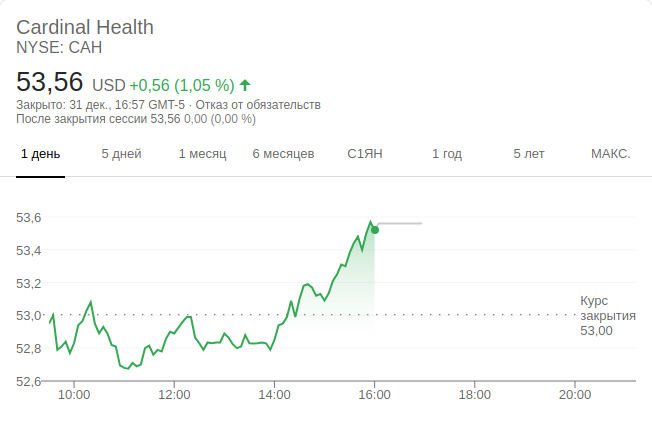 Cardinal Health
NYSE: CAH
53,56 USD +0,56 (1,05 %)
Закрыто: 31 дек., 16:57 GMT-5 · Отказ от обязательств
После закрытия сессии 53,56 0,00 (0,00 %)
1 день 5 дней 1 месяц 6 месяцев С1ЯН 1 год 5 лет МАКС.
53,6
53,4
53,2
53,0
52,8
52,6
Курс
закрытия
53,00
10:00 12:00 14:00 16:00 18:00 20:00